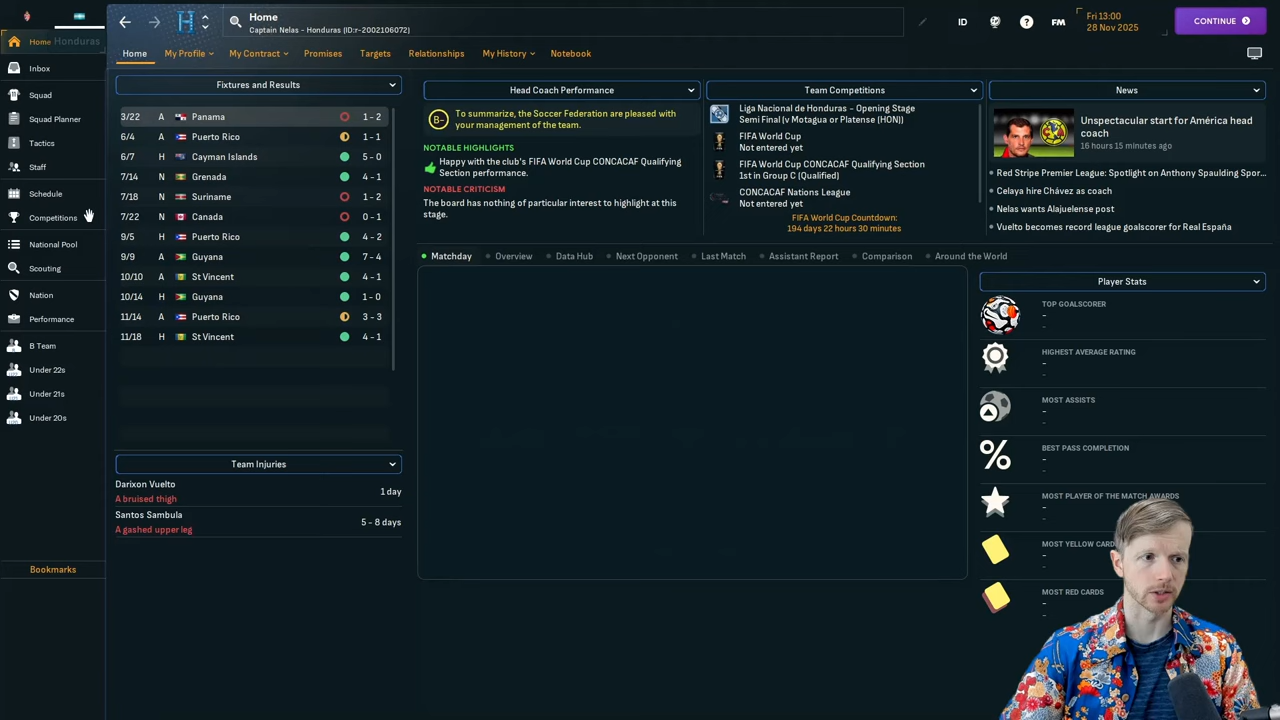 Home
Captain Nelas - Honduras (ID:r-2002106072)
ID
FM
Fri 13:00
28 Nov 2025
CONTINUE
Home Honduras
Inbox
Squad
Squad Planner
Tactics
Staff
Schedule
Competitions
National Pool
Scouting
Nation
Performance
B Team
Under 22s
Under 21s
Under 20s
Bookmarks
Home
My Profile
My Contract
Promises
Targets
Relationships
My History
Notebook
Fixtures and Results
3/22 A Panama 1 - 2
6/4 A Puerto Rico 1 - 1
6/7 H Cayman Islands 5 - 0
7/14 N Grenada 4 - 1
7/18 N Suriname 1 - 2
7/22 N Canada 0 - 1
9/5 H Puerto Rico 4 - 2
9/9 A Guyana 7 - 4
10/10 A St Vincent 4 - 1
10/14 H Guyana 1 - 0
11/14 A Puerto Rico 3 - 3
11/18 H St Vincent 4 - 1
Team Injuries
Darixon Vuelto
A bruised thigh
1 day
Santos Sambula
A gashed upper leg
5 - 8 days
Head Coach Performance
B-
To summarize, the Soccer Federation are pleased with
your management of the team.
NOTABLE HIGHLIGHTS
Happy with the club's FIFA World Cup CONCACAF Qualifying
Section performance.
NOTABLE CRITICISM
The board has nothing of particular interest to highlight at this
stage.
Team Competitions
Liga Nacional de Honduras - Opening Stage
Semi Final (v Motagua or Platense (HON))
FIFA World Cup
Not entered yet
FIFA World Cup CONCACAF Qualifying Section
1st in Group C (Qualified)
CONCACAF Nations League
Not entered yet
FIFA World Cup Countdown:
194 days 22 hours 30 minutes
News
Unspectacular start for América head
coach
16 hours 15 minutes ago
Red Stripe Premier League: Spotlight on Anthony Spaulding Spor...
Celaya hire Chávez as coach
Nelas wants Alajuelense post
Vuelto becomes record league goalscorer for Real España
Matchday
Overview
Data Hub
Next Opponent
Last Match
Assistant Report
Comparison
Around the World
Player Stats
TOP GOALSCORER
-
-
HIGHEST AVERAGE RATING
-
-
MOST ASSISTS
-
-
BEST PASS COMPLETION
-
-
MOST PLAYER OF THE MATCH AWARDS
-
-
MOST YELLOW CARD
-
-
MOST RED CARDS
-
-